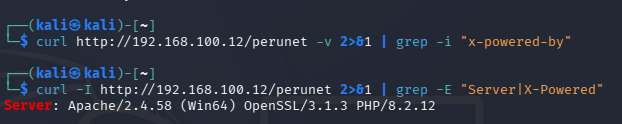 ┌──(kali㉿kali)-[~]
└─$ curl http://192.168.100.12/perunet -v 2>&1 | grep -i "x-powered-by"
┌──(kali㉿kali)-[~]
└─$ curl -I http://192.168.100.12/perunet 2>&1 | grep -E "Server|X-Powered"
Server: Apache/2.4.58 (Win64) OpenSSL/3.1.3 PHP/8.2.12